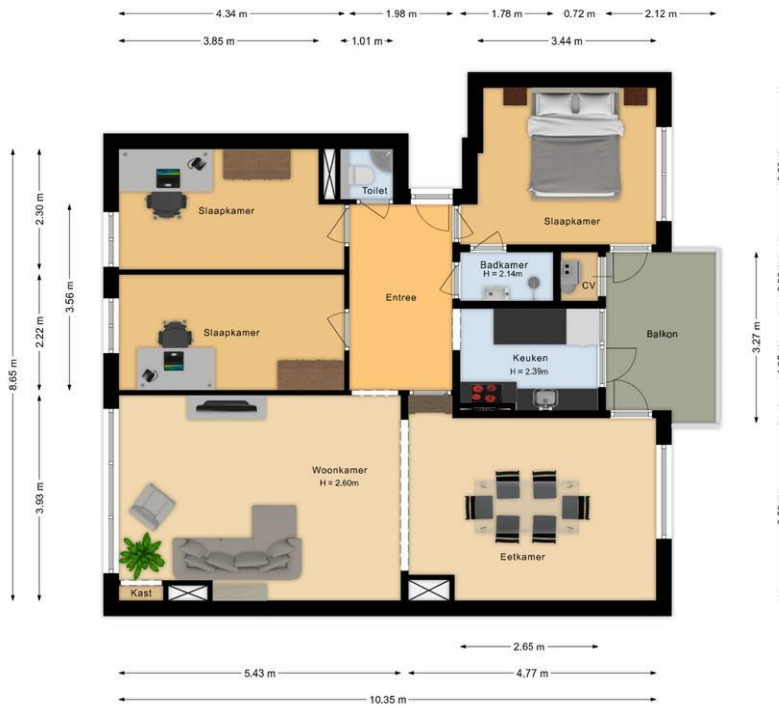 4.34 m
1.98 m
1.78 m
0.72 m
2.12 m
3.85 m
1.01 m
3.44 m
8.65 m
2.30 m
3.56 m
2.22 m
3.93 m
3.27 m
Toilet
Slaapkamer
Slaapkamer
Badkamer
H = 2.14m
CV
Entree
Slaapkamer
Balkon
Keuken
H = 2.39m
Woonkamer
H = 2.60m
Eetkamer
Kast
2.65 m
5.43 m
4.77 m
10.35 m